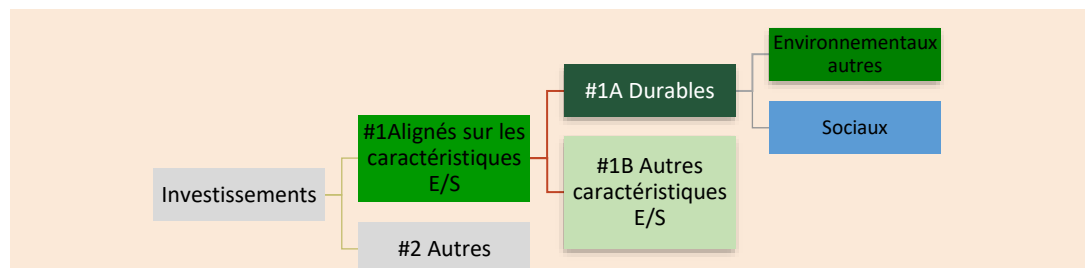 Investissements
#1Alignés sur les
caractéristiques
E/S
#2 Autres
#1A Durables
#1B Autres
caractéristiques
E/S
Environnementaux
autres
Sociaux